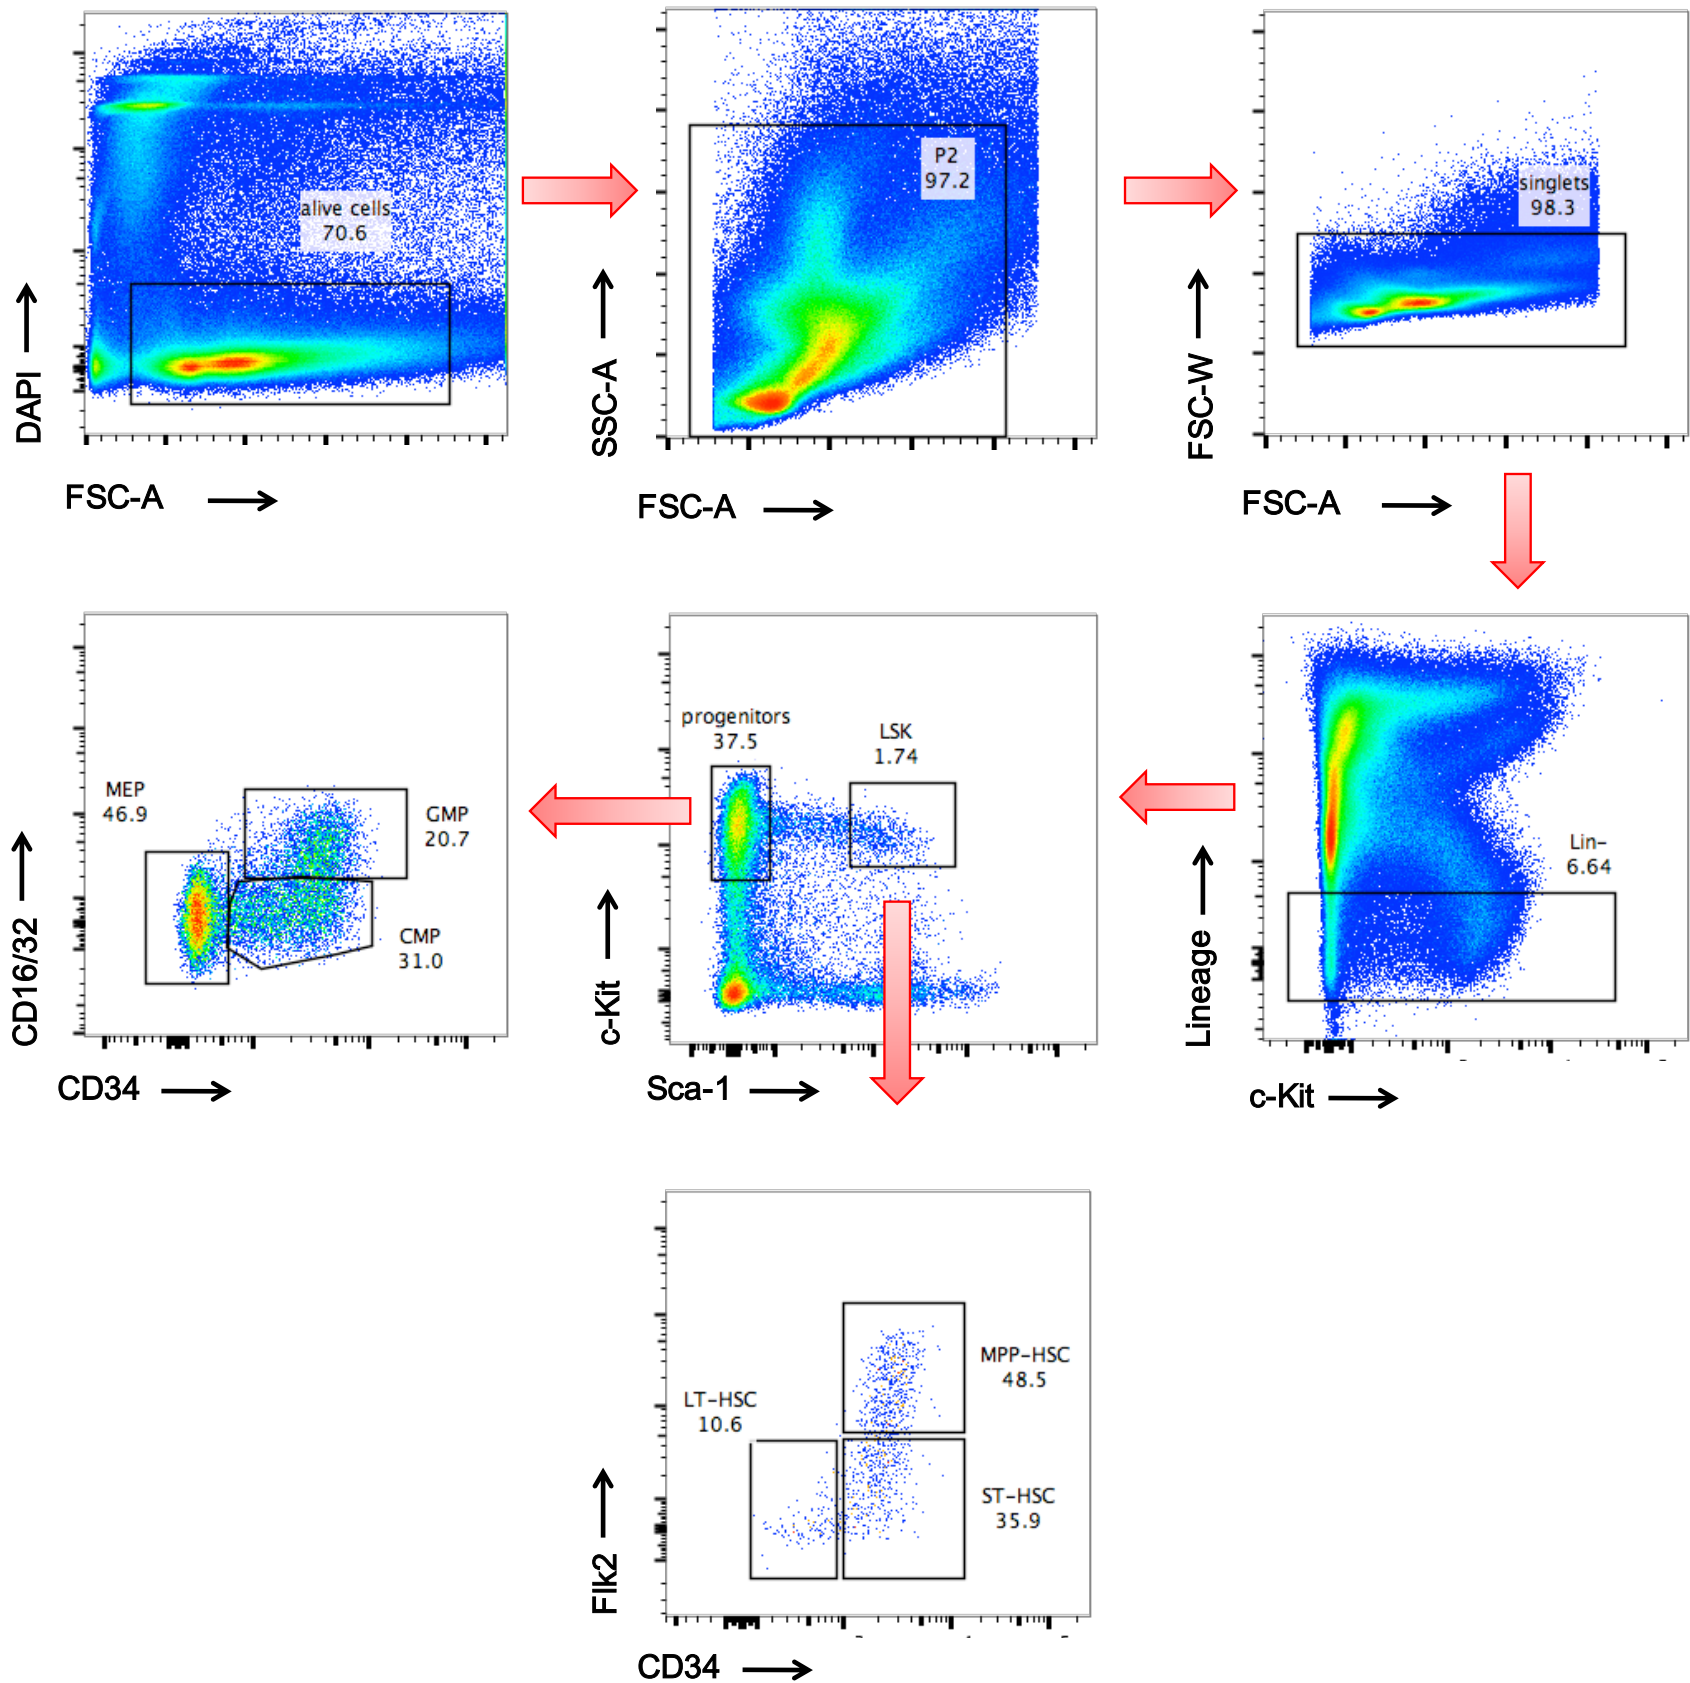 DAPI
alive cells
70.6
FSC-A
SSC-A
P2
97.2
FSC-A
FSC-W
singlets
98.3
FSC-A
CD16/32
MEP
46.9
GMP
20.7
CMP
31.0
CD34
c-Kit
progenitors
37.5
LSK
1.74
Sca-1
Lineage
Lin-
6.64
c-Kit
Flk2
LT-HSC
10.6
MPP-HSC
48.5
ST-HSC
35.9
CD34